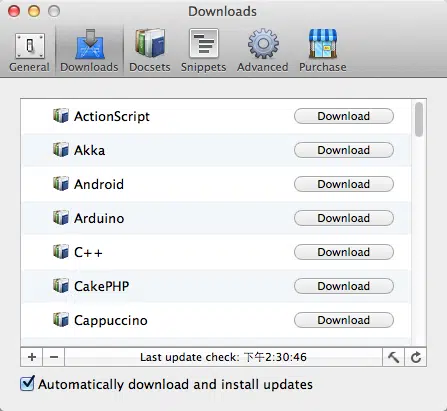 Downloads
General Downloads Docsets Snippets Advanced Purchase
ActionScript Download
Akka Download
Android Download
Arduino Download
C++ Download
CakePHP Download
Cappuccino Download
+ − Last update check: 下午2:30:46
Automatically download and install updates